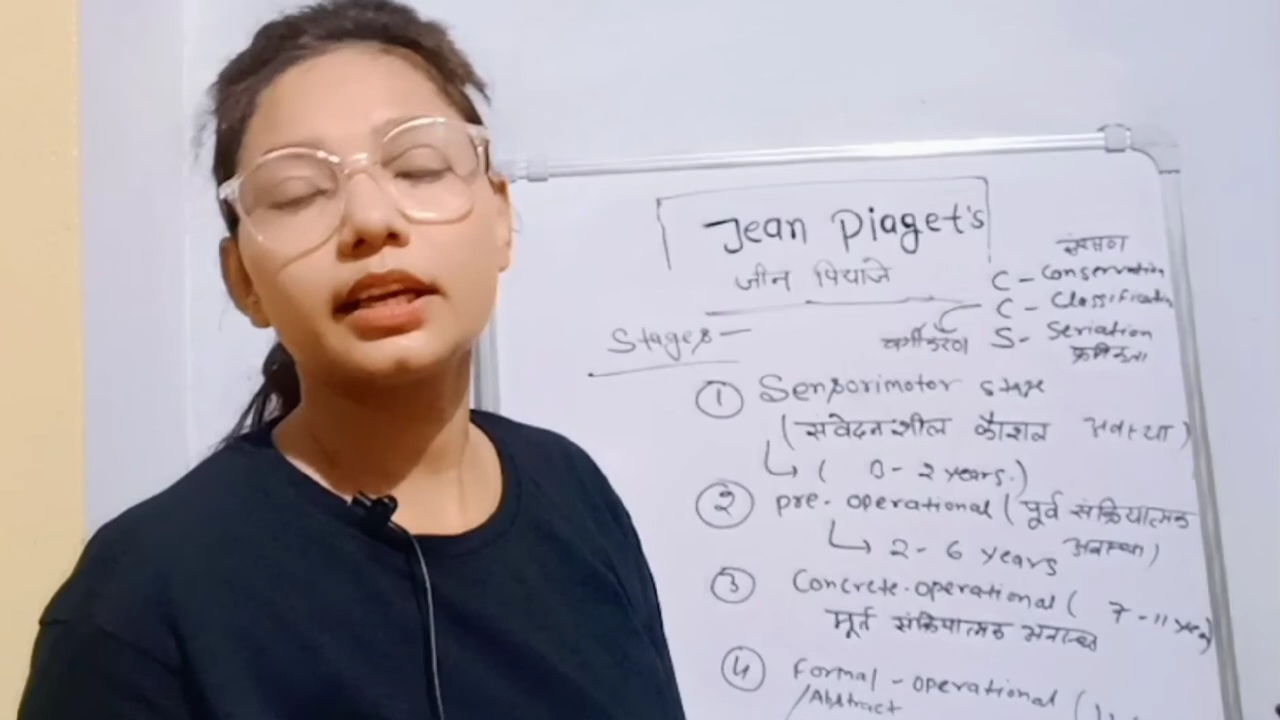 Jean Piaget's
जीन पियाजे
C - Conservation
C - Classification
वर्गीकरण S - Seriation
क्रमिकता
Stages -
① Sensorimotor stage
(संवेदनशील कौशल अवस्था)
↳ ( 0 - 2 years.)
② pre - operational (पूर्व संक्रियात्मक
अवस्था)
↳ 2 - 6 years
③ Concrete - operational ( 7 - 11 years)
मूर्त संक्रियात्मक अवस्था
④ Formal - operational (
/Abstract